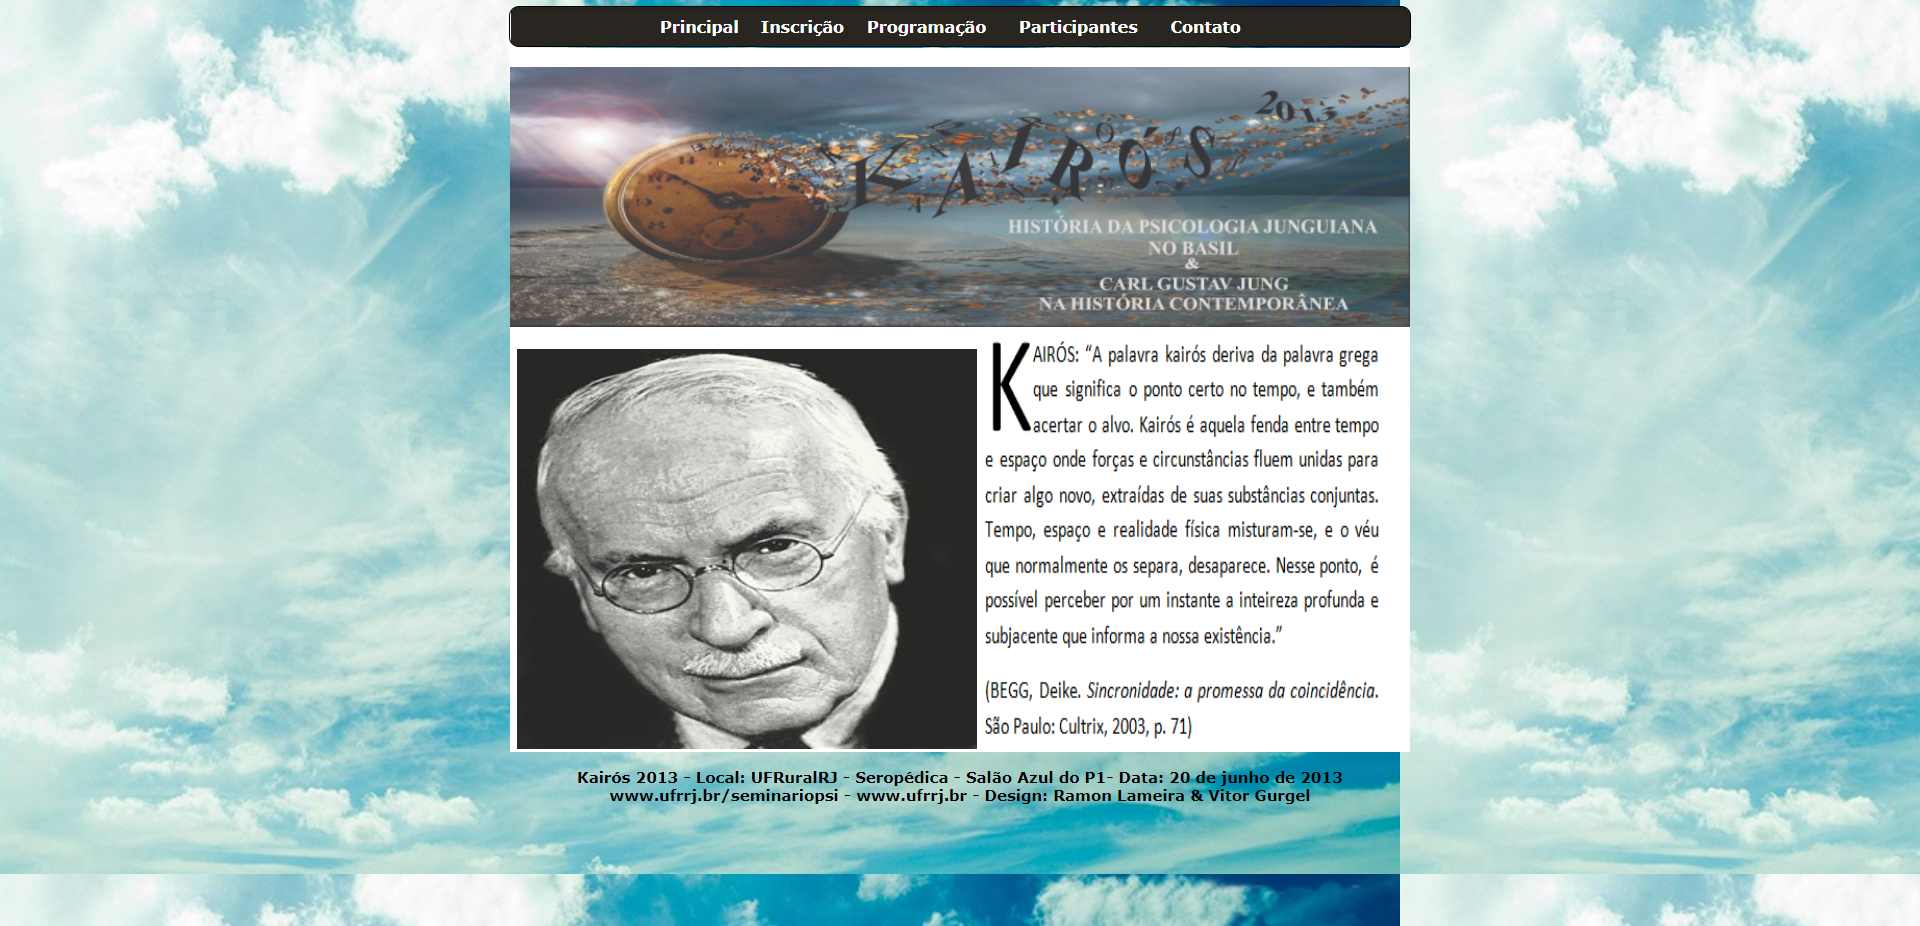 Principal Inscrição Programação Participantes Contato
KAIRÓS 2013
HISTÓRIA DA PSICOLOGIA JUNGUIANA
NO BASIL
&
CARL GUSTAV JUNG
NA HISTÓRIA CONTEMPORÂNEA
KAIRÓS: “A palavra kairós deriva da palavra grega
que significa o ponto certo no tempo, e também
acertar o alvo. Kairós é aquela fenda entre tempo
e espaço onde forças e circunstâncias fluem unidas para
criar algo novo, extraídas de suas substâncias conjuntas.
Tempo, espaço e realidade física misturam-se, e o véu
que normalmente os separa, desaparece. Nesse ponto, é
possível perceber por um instante a inteireza profunda e
subjacente que informa a nossa existência.”
(BEGG, Deike. Sincronidade: a promessa da coincidência.
São Paulo: Cultrix, 2003, p. 71)
Kairós 2013 - Local: UFRuralRJ - Seropédica - Salão Azul do P1- Data: 20 de junho de 2013
www.ufrrj.br/seminariopsi - www.ufrrj.br - Design: Ramon Lameira & Vitor Gurgel